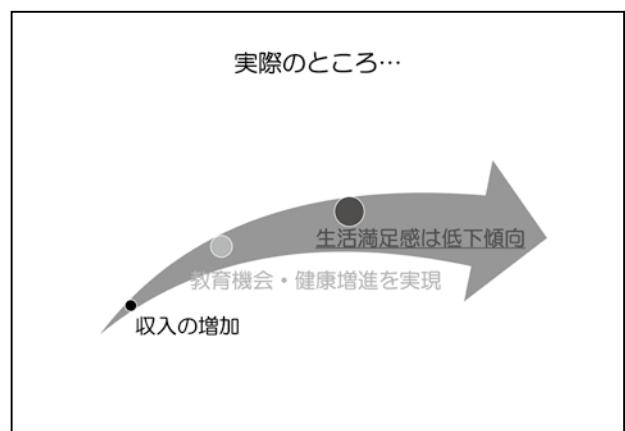 実際のところ…
生活満足感は低下傾向
教育機会・健康増進を実現
収入の増加